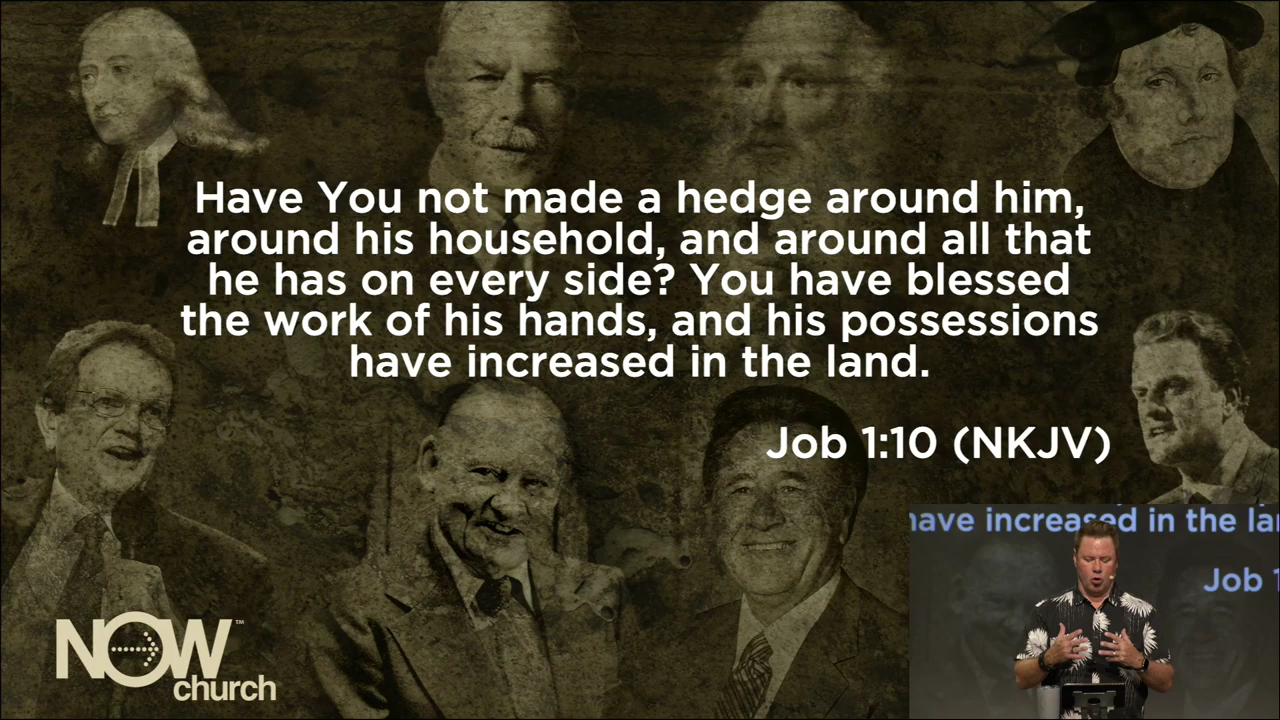 Have You not made a hedge around him,
around his household, and around all that
he has on every side? You have blessed
the work of his hands, and his possessions
have increased in the land.
Job 1:10 (NKJV)
have increased in the la
Job 1
NOW™
church